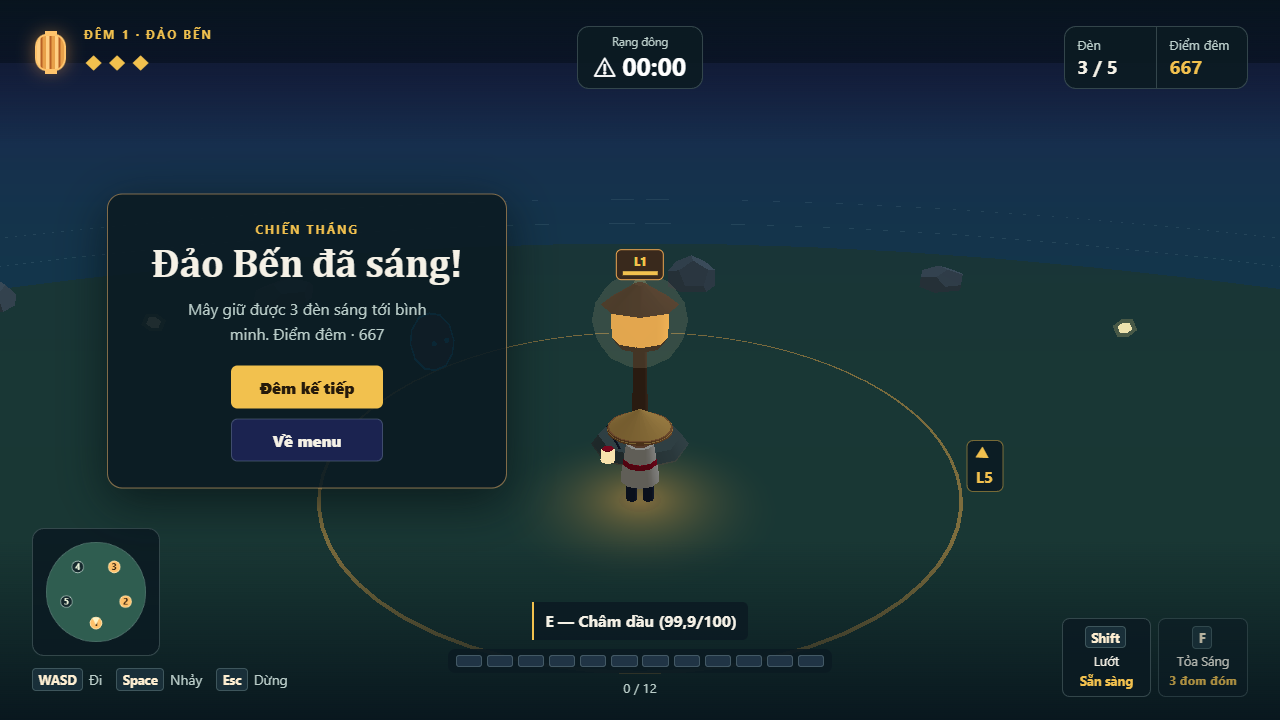 ĐÊM 1 · ĐẢO BẾN
Rạng đông
⚠ 00:00
Đèn
3 / 5
Điểm đêm
667
CHIẾN THẮNG
Đảo Bến đã sáng!
Mây giữ được 3 đèn sáng tới bình
minh. Điểm đêm · 667
Đêm kế tiếp
Về menu
L1
L5
4
3
5
2
E — Châm dầu (99,9/100)
0 / 12
WASD Đi Space Nhảy Esc Dừng
Shift
Lướt
Sẵn sàng
F
Tỏa Sáng
3 đom đóm